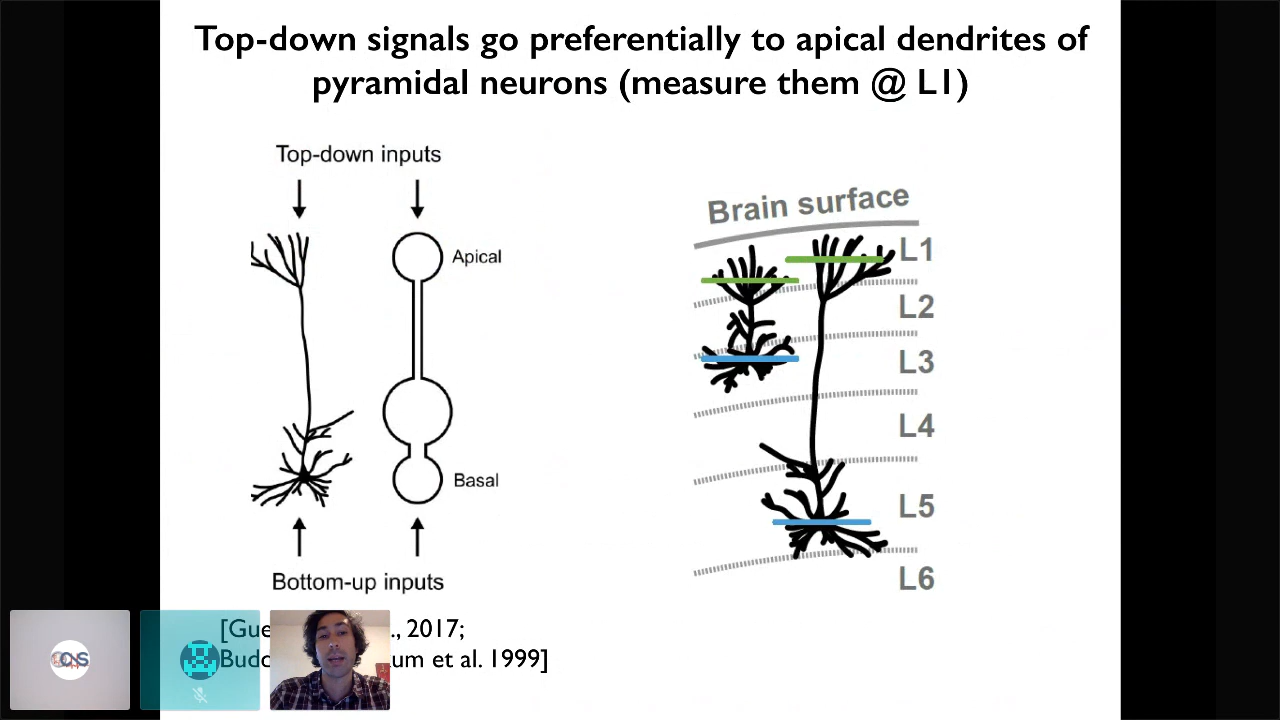 Top-down signals go preferentially to apical dendrites of
pyramidal neurons (measure them @ L1)
Top-down inputs
Apical
Basal
Bottom-up inputs
Brain surface
L1
L2
L3
L4
L5
L6
., 2017;
et al. 1999]